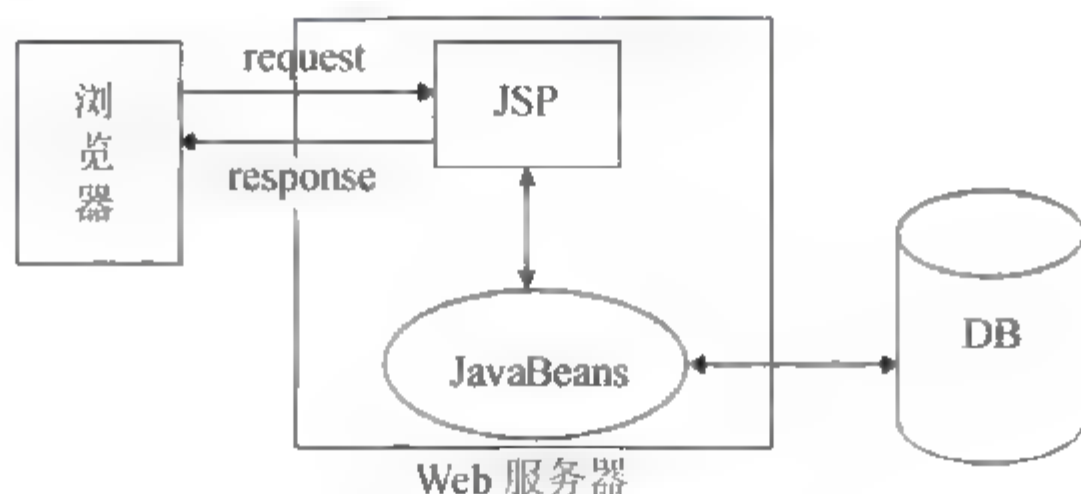 浏览器
request
JSP
response
JavaBeans
DB
Web 服务器